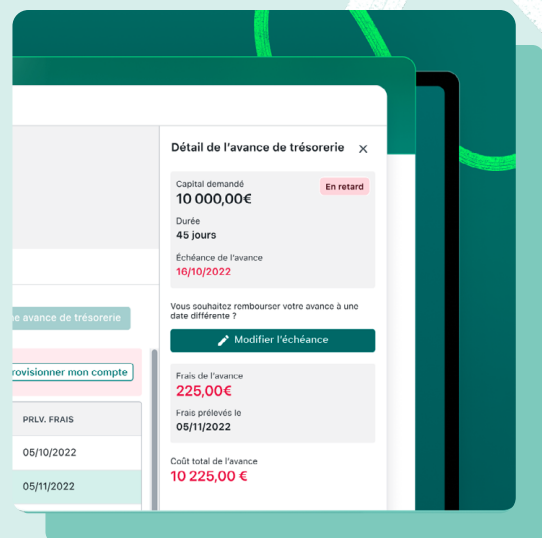 Détail de l'avance de trésorerie
Capital demandé
En retard
10 000,00€
Durée
45 jours
Échéance de l'avance
16/10/2022
Vous souhaitez rembourser votre avance à une
date différente ?
Modifier l'échéance
Frais de l'avance
225,00€
Frais prélevés le
05/11/2022
Coût total de l'avance
10 225,00 €
e avance de trésorerie
rovisionner mon compte
PRLV. FRAIS
05/10/2022
05/11/2022